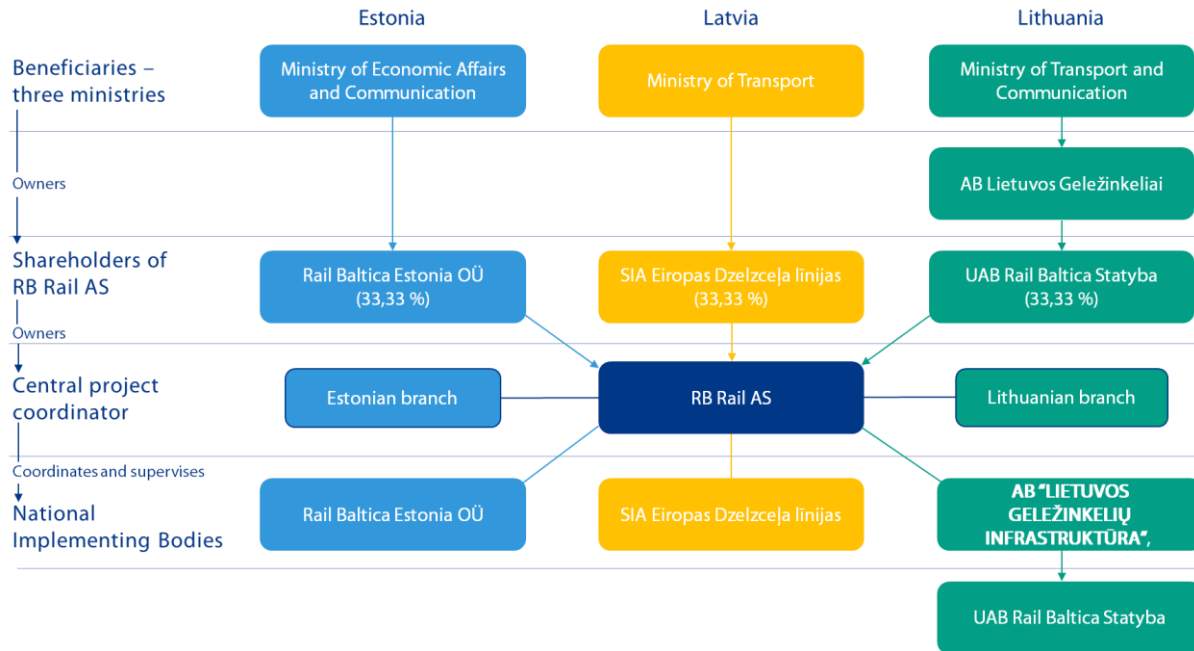 Estonia
Latvia
Lithuania
Beneficiaries –
three ministries
Ministry of Economic Affairs
and Communication
Ministry of Transport
Ministry of Transport and
Communication
Owners
AB Lietuvos Geležinkeliai
Shareholders of
RB Rail AS
Rail Baltica Estonia OÜ
(33,33 %)
SIA Eiropas Dzelzceļa līnijas
(33,33 %)
UAB Rail Baltica Statyba
(33,33 %)
Owners
Central project
coordinator
Estonian branch
RB Rail AS
Lithuanian branch
Coordinates and supervises
National
Implementing Bodies
Rail Baltica Estonia OÜ
SIA Eiropas Dzelzceļa līnijas
AB “LIETUVOS
GELEŽINKELIŲ
INFRASTRUKTŪRA”,
UAB Rail Baltica Statyba